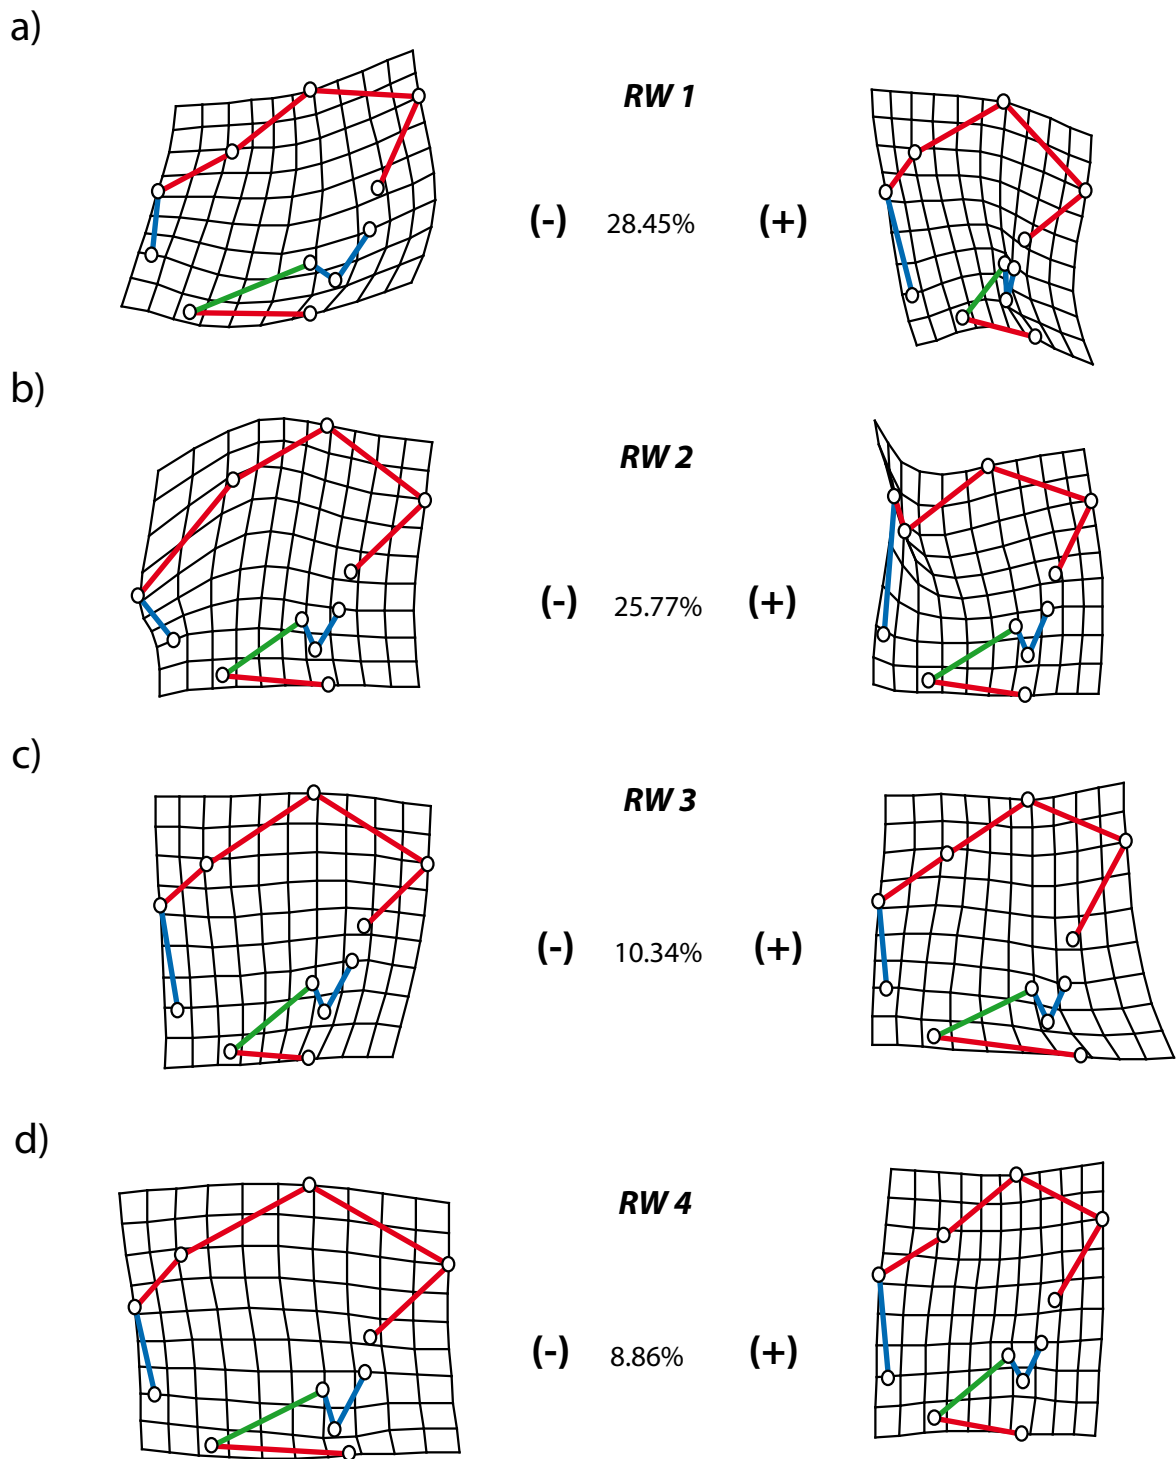 a)
RW 1
(-) 28.45% (+)
b)
RW 2
(-) 25.77% (+)
c)
RW 3
(-) 10.34% (+)
d)
RW 4
(-) 8.86% (+)